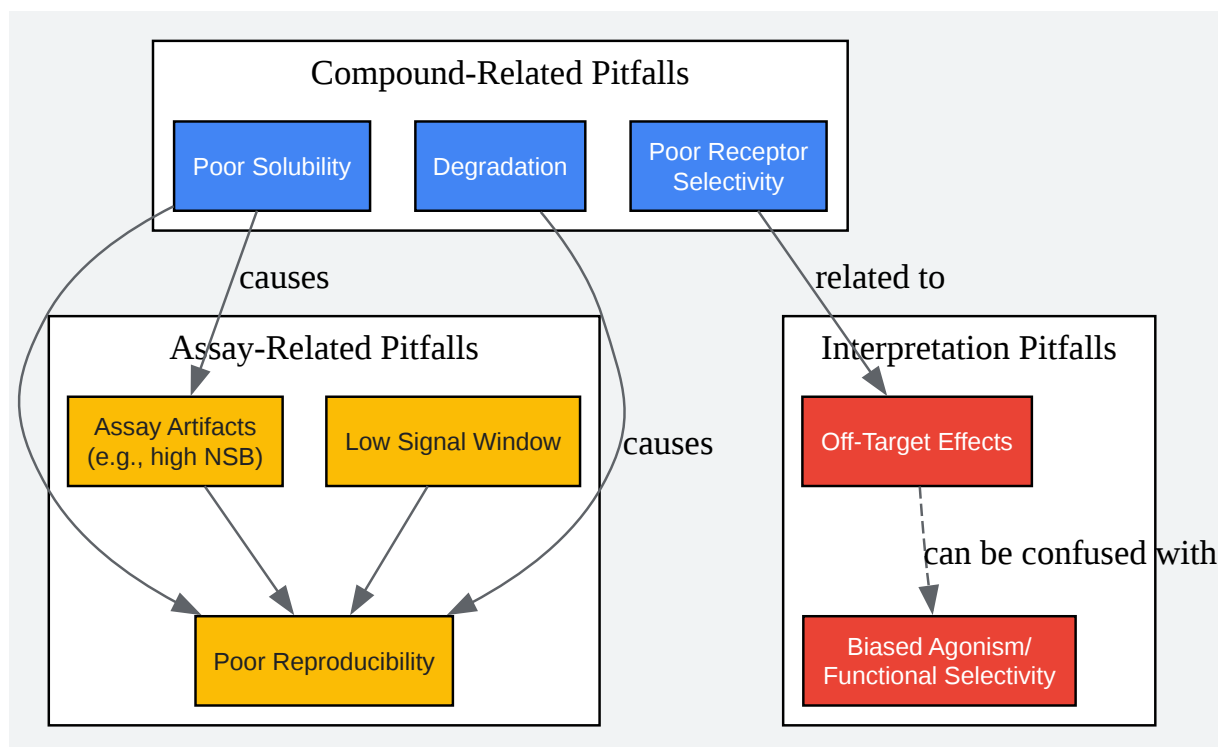 Compound-Related Pitfalls
Poor Solubility
Degradation
Poor Receptor
Selectivity
causes
related to
Assay-Related Pitfalls
Interpretation Pitfalls
Assay Artifacts
(e.g., high NSB)
Low Signal Window
causes
Off-Target Effects
can be confused with
Poor Reproducibility
Biased Agonism/
Functional Selectivity